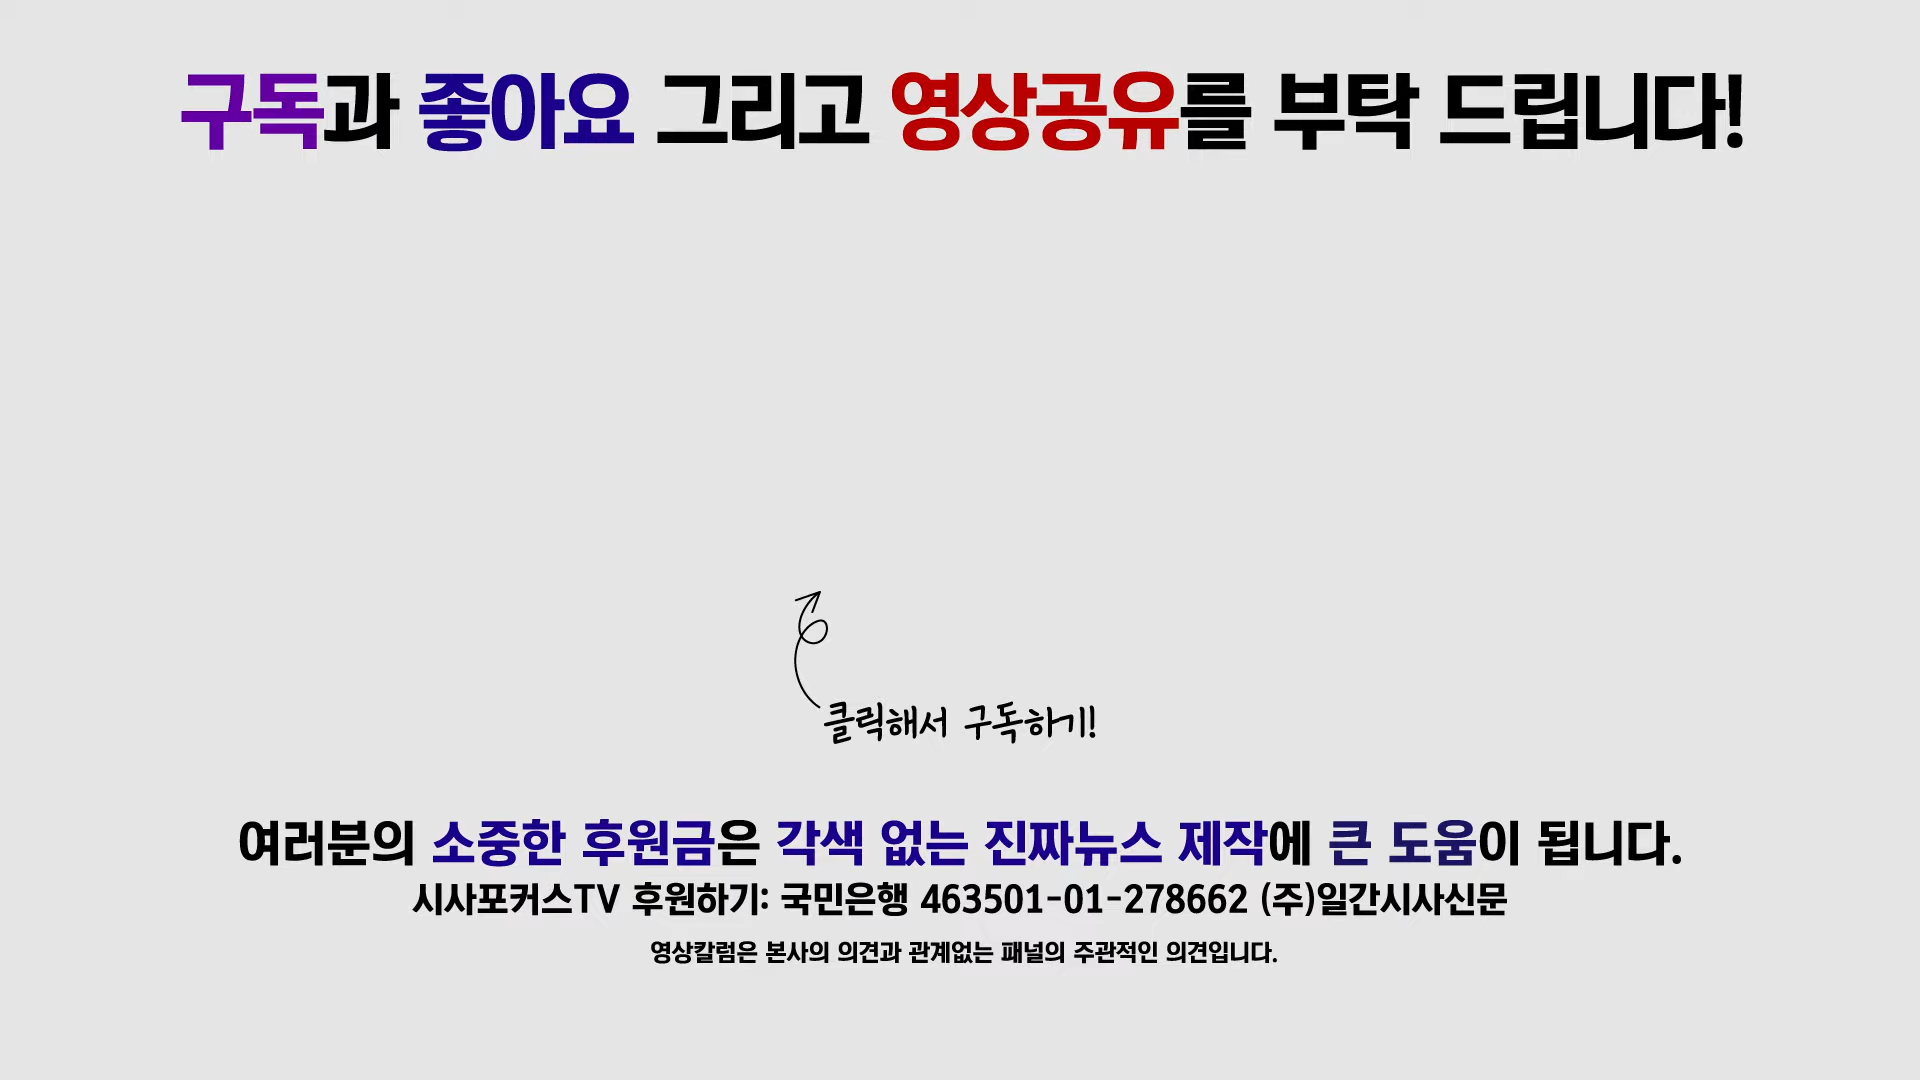 구독과 좋아요 그리고 영상공유를 부탁 드립니다!
클릭해서 구독하기!
여러분의 소중한 후원금은 각색 없는 진짜뉴스 제작에 큰 도움이 됩니다.
시사포커스TV 후원하기: 국민은행 463501-01-278662 (주)일간시사신문
영상칼럼은 본사의 의견과 관계없는 패널의 주관적인 의견입니다.